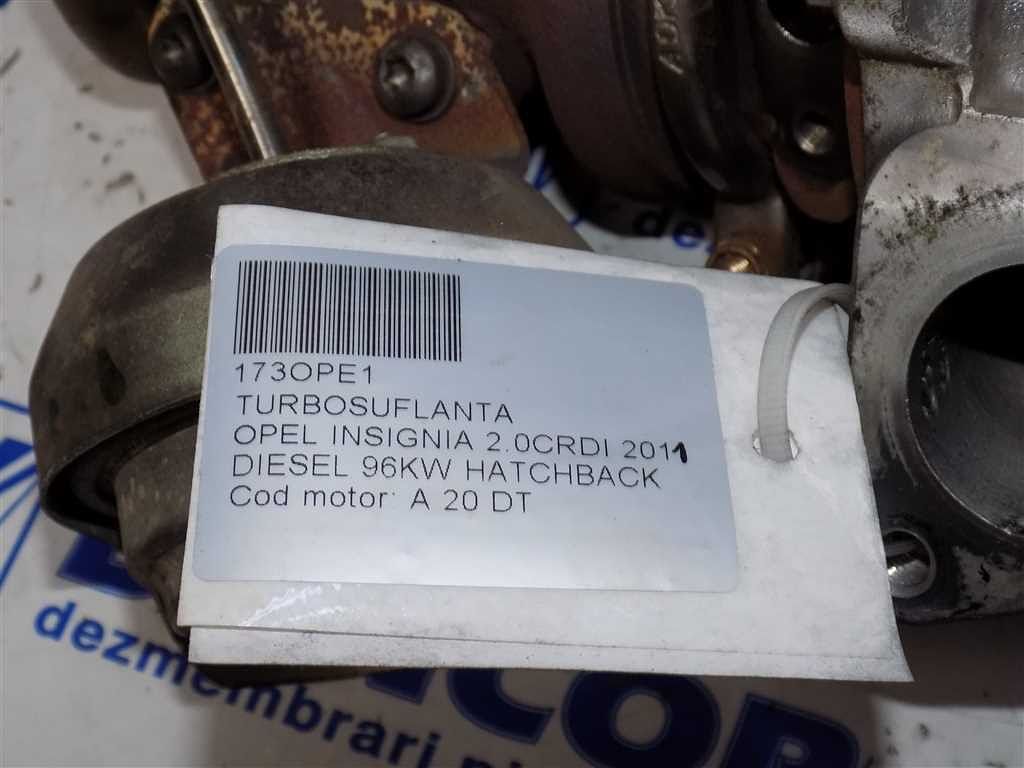 173OPE1
TURBOSUFLANTA
OPEL INSIGNIA 2.0CRDI 2011
DIESEL 96KW HATCHBACK
Cod motor: A 20 DT
dezmembrari